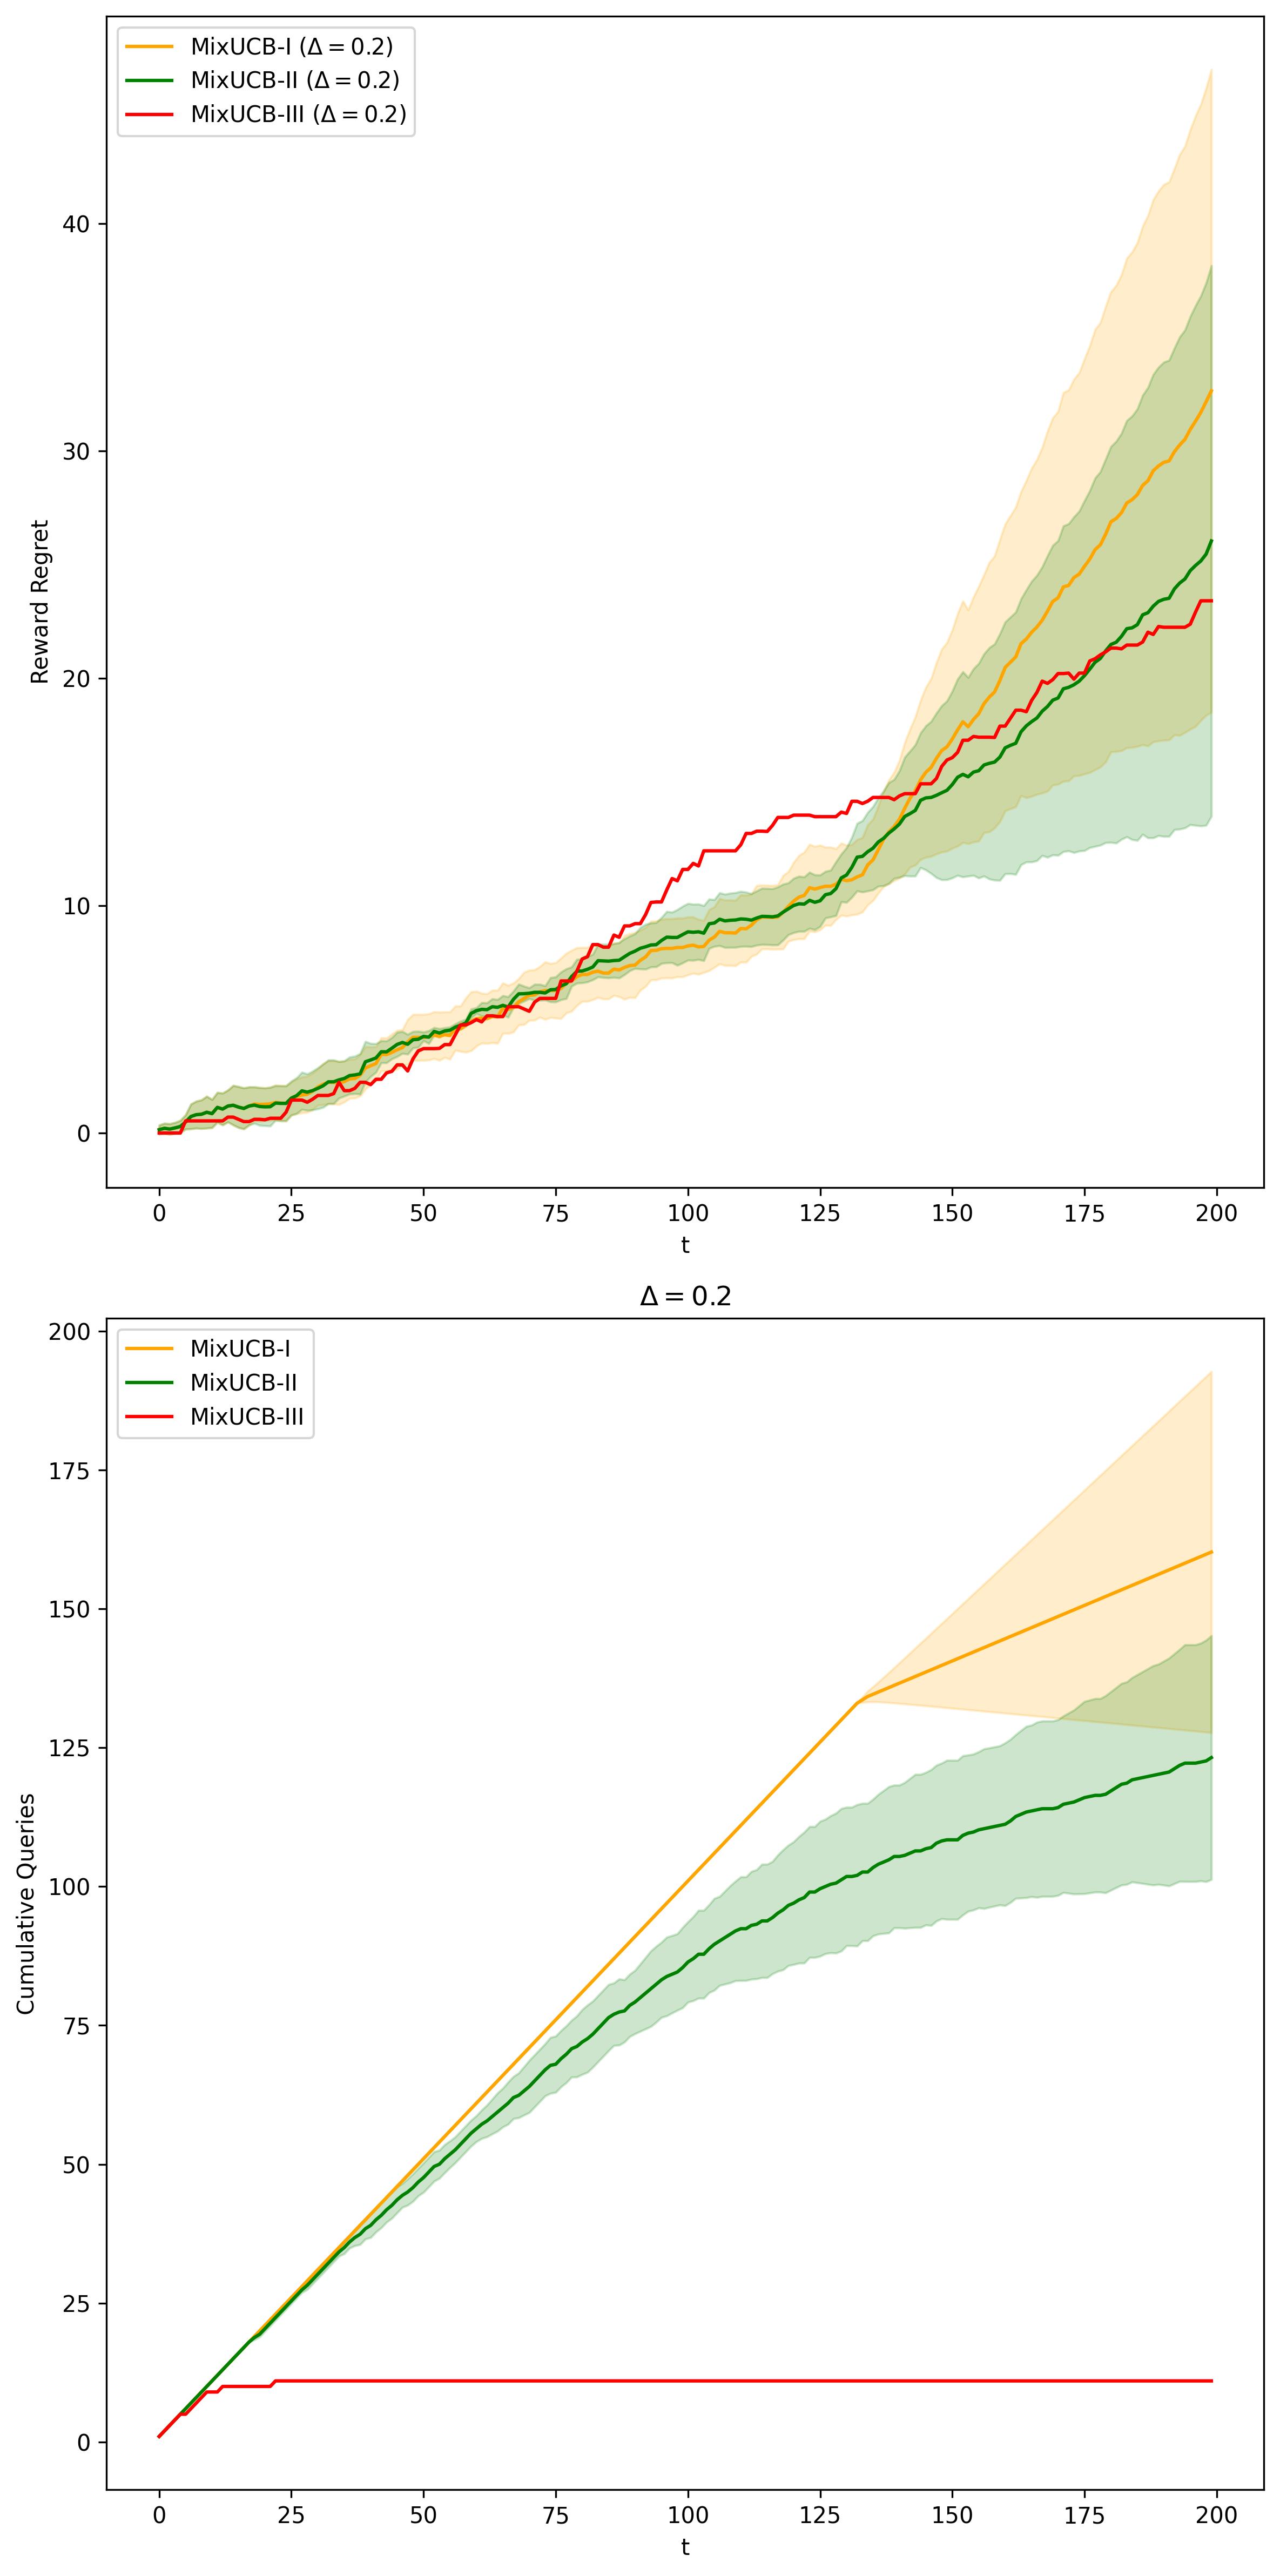 MixUCB-I (Δ = 0.2)
MixUCB-II (Δ = 0.2)
MixUCB-III (Δ = 0.2)
Reward Regret
40
30
20
10
0
0 25 50 75 100 125 150 175 200
t
Δ = 0.2
MixUCB-I
MixUCB-II
MixUCB-III
Cumulative Queries
200
175
150
125
100
75
50
25
0
0 25 50 75 100 125 150 175 200
t